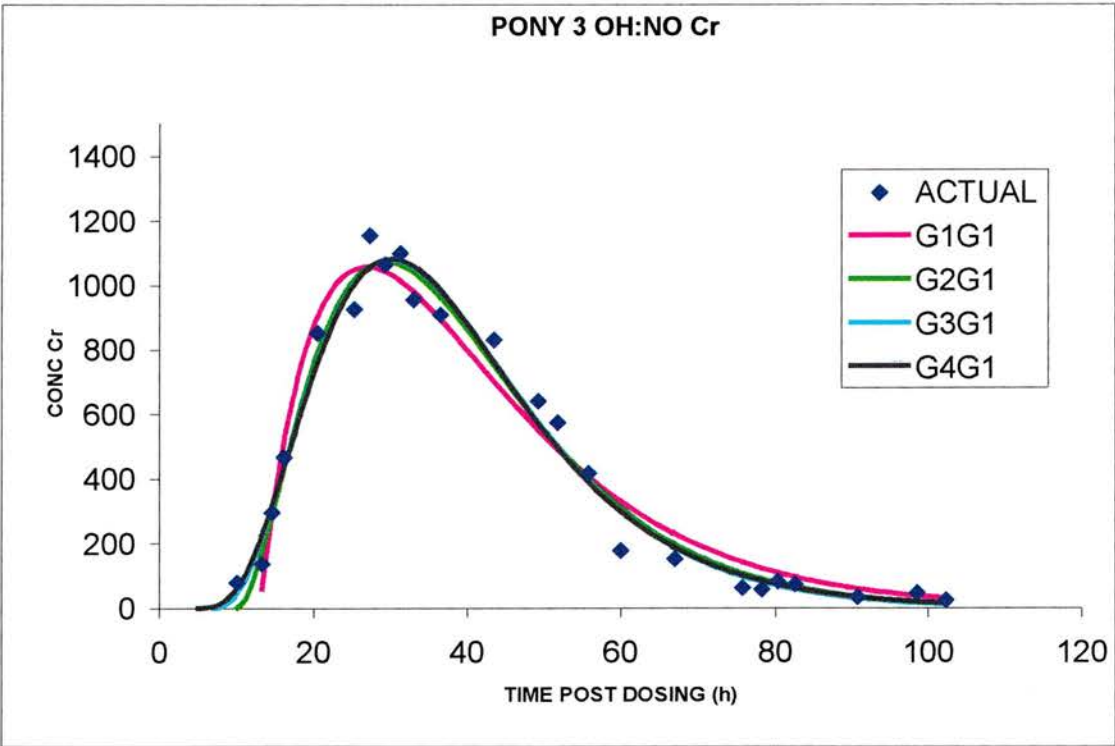 PONY 3 OH:NO Cr
1400
1200
1000
800
600
400
200
0
CONC Cr
0 20 40 60 80 100 120
TIME POST DOSING (h)
ACTUAL
G1G1
G2G1
G3G1
G4G1